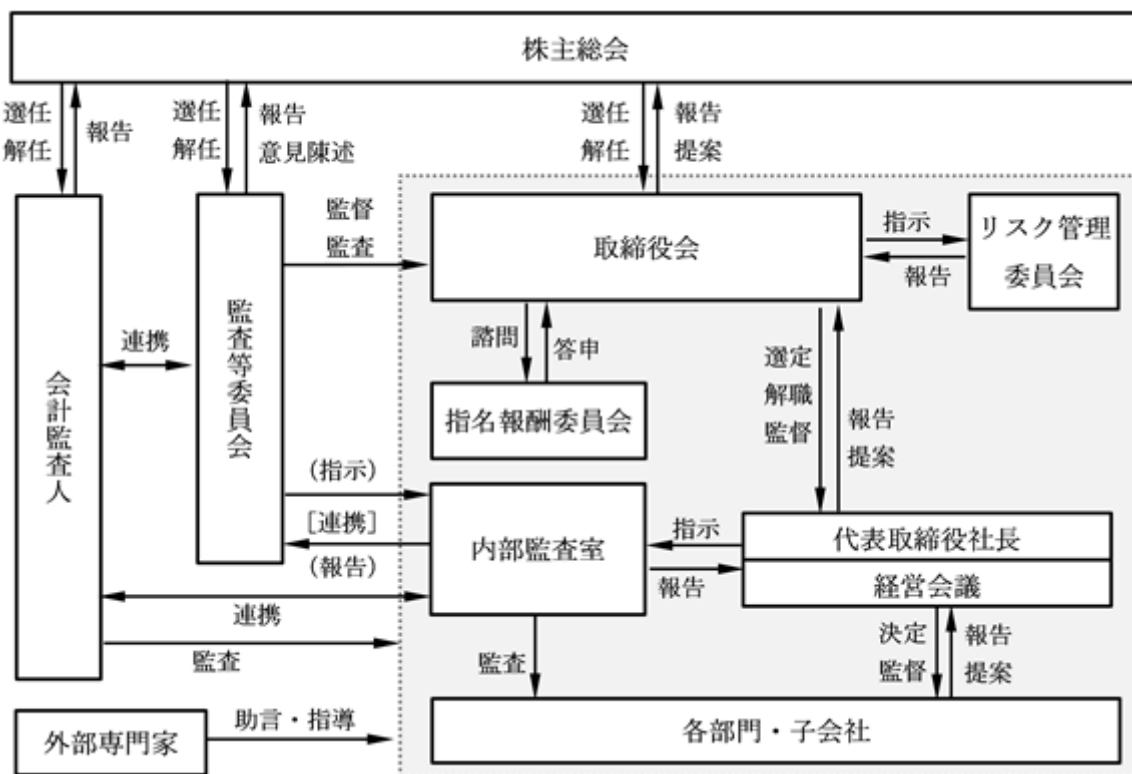 株主総会
選任
解任
報告
選任
解任
報告
意見陳述
選任
解任
報告
提案
会計監査人
監査等委員会
連携
監督
監査
取締役会
指示
報告
リスク管理
委員会
諮問
答申
指名報酬委員会
選定
解職
監督
報告
提案
(指示)
[連携]
(報告)
内部監査室
指示
報告
代表取締役社長
経営会議
連携
監査
監査
決定
監督
報告
提案
外部専門家
助言・指導
各部門・子会社